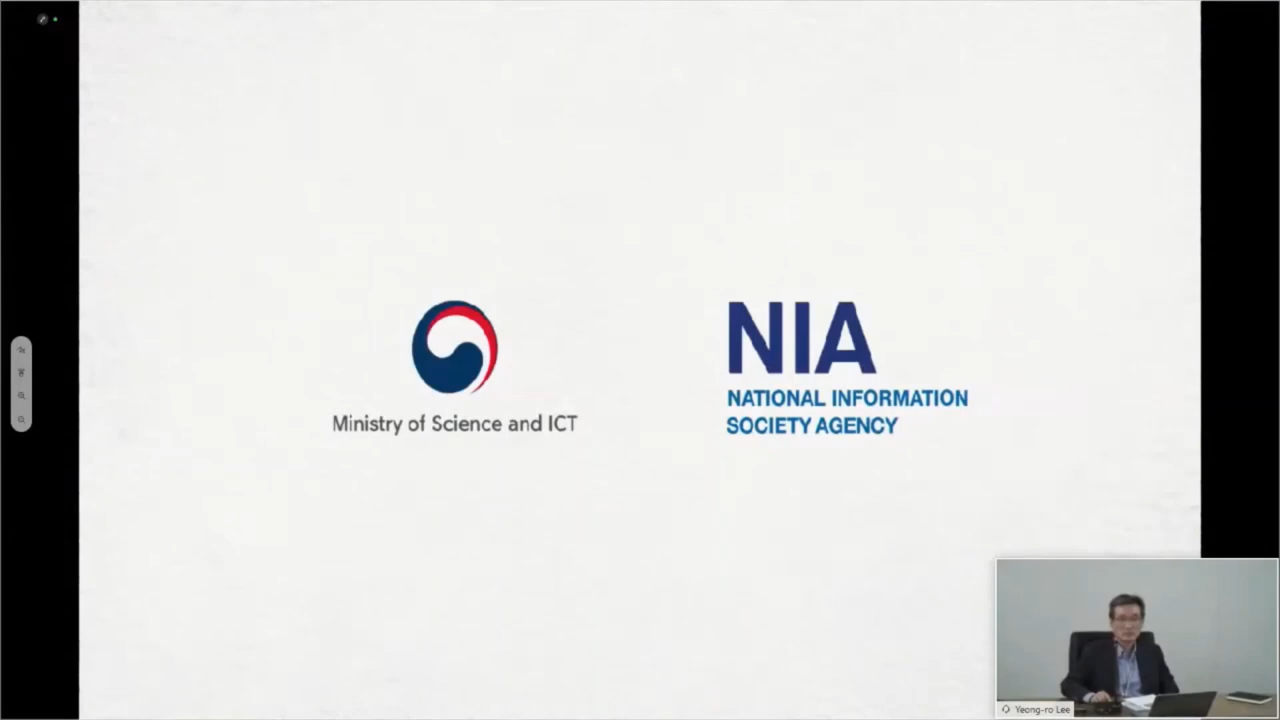 Ministry of Science and ICT
NIA
NATIONAL INFORMATION
SOCIETY AGENCY
Yeong-ro Lee